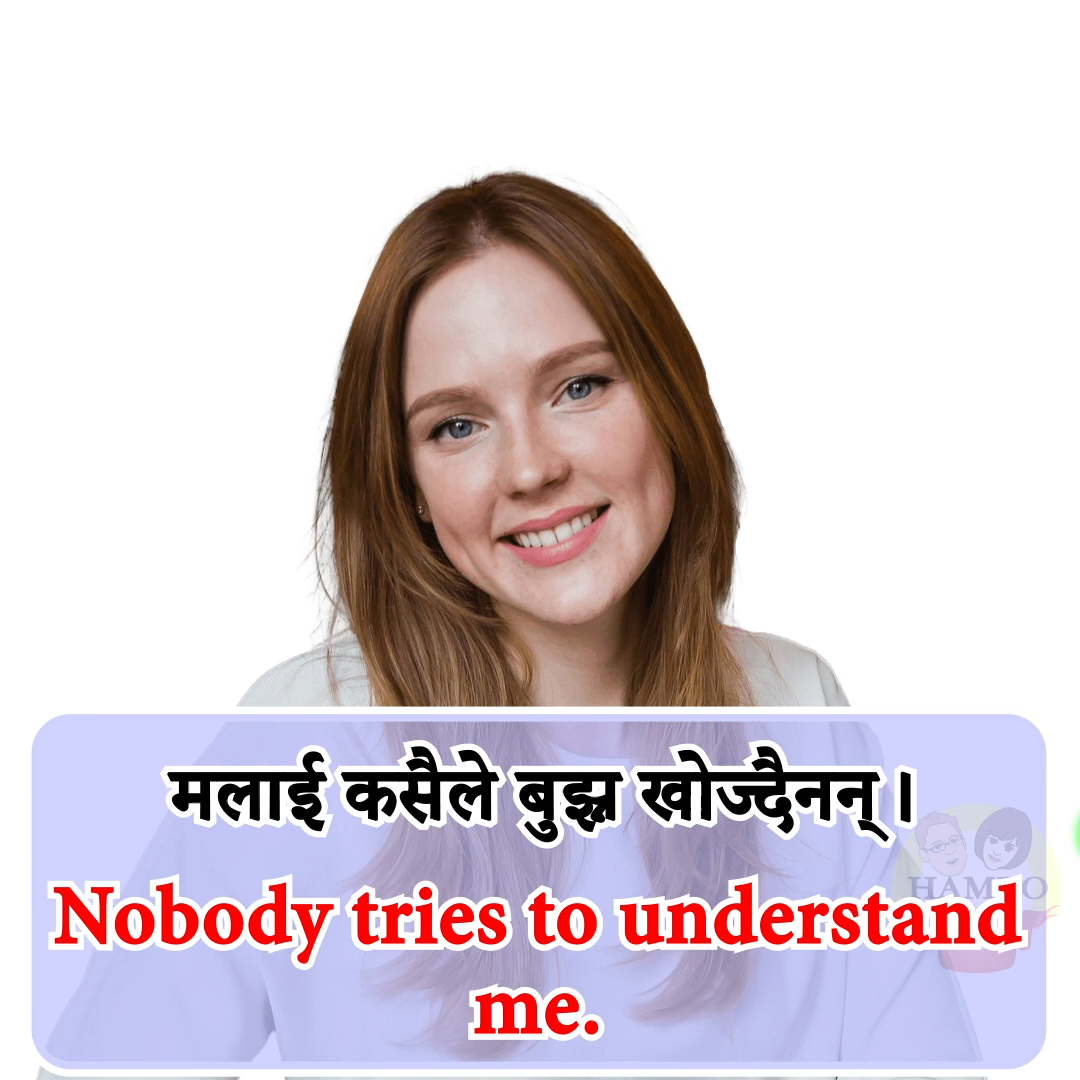 मलाई कसैले बुझ्न खोज्दैनन् ।
Nobody tries to understand
me.